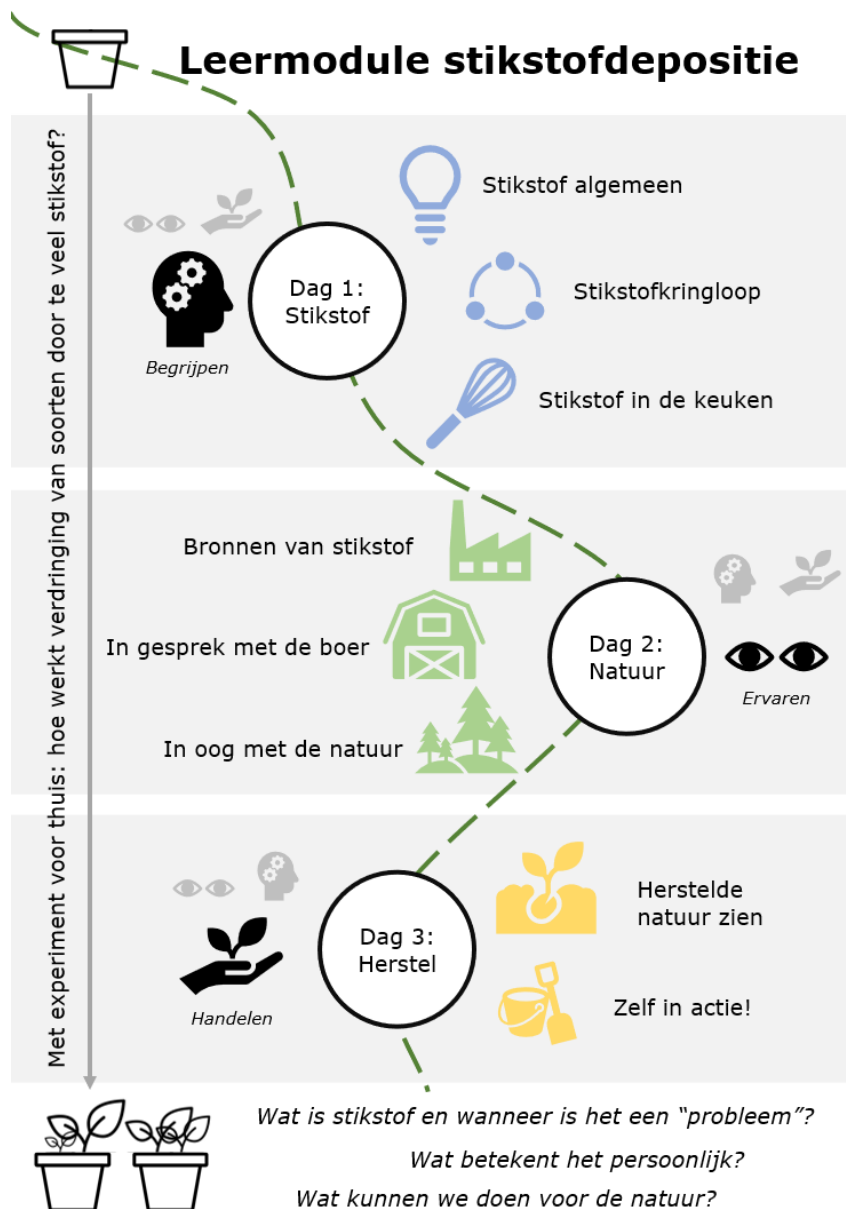 Leermodule stikstofdepositie
Met experiment voor thuis: hoe werkt verdringing van soorten door te veel stikstof?
Stikstof algemeen
Dag 1:
Stikstof
Stikstofkringloop
Begrijpen
Stikstof in de keuken
Bronnen van stikstof
In gesprek met de boer
Dag 2:
Natuur
Ervaren
In oog met de natuur
Herstelde
natuur zien
Dag 3:
Herstel
Zelf in actie!
Handelen
Wat is stikstof en wanneer is het een “probleem”?
Wat betekent het persoonlijk?
Wat kunnen we doen voor de natuur?